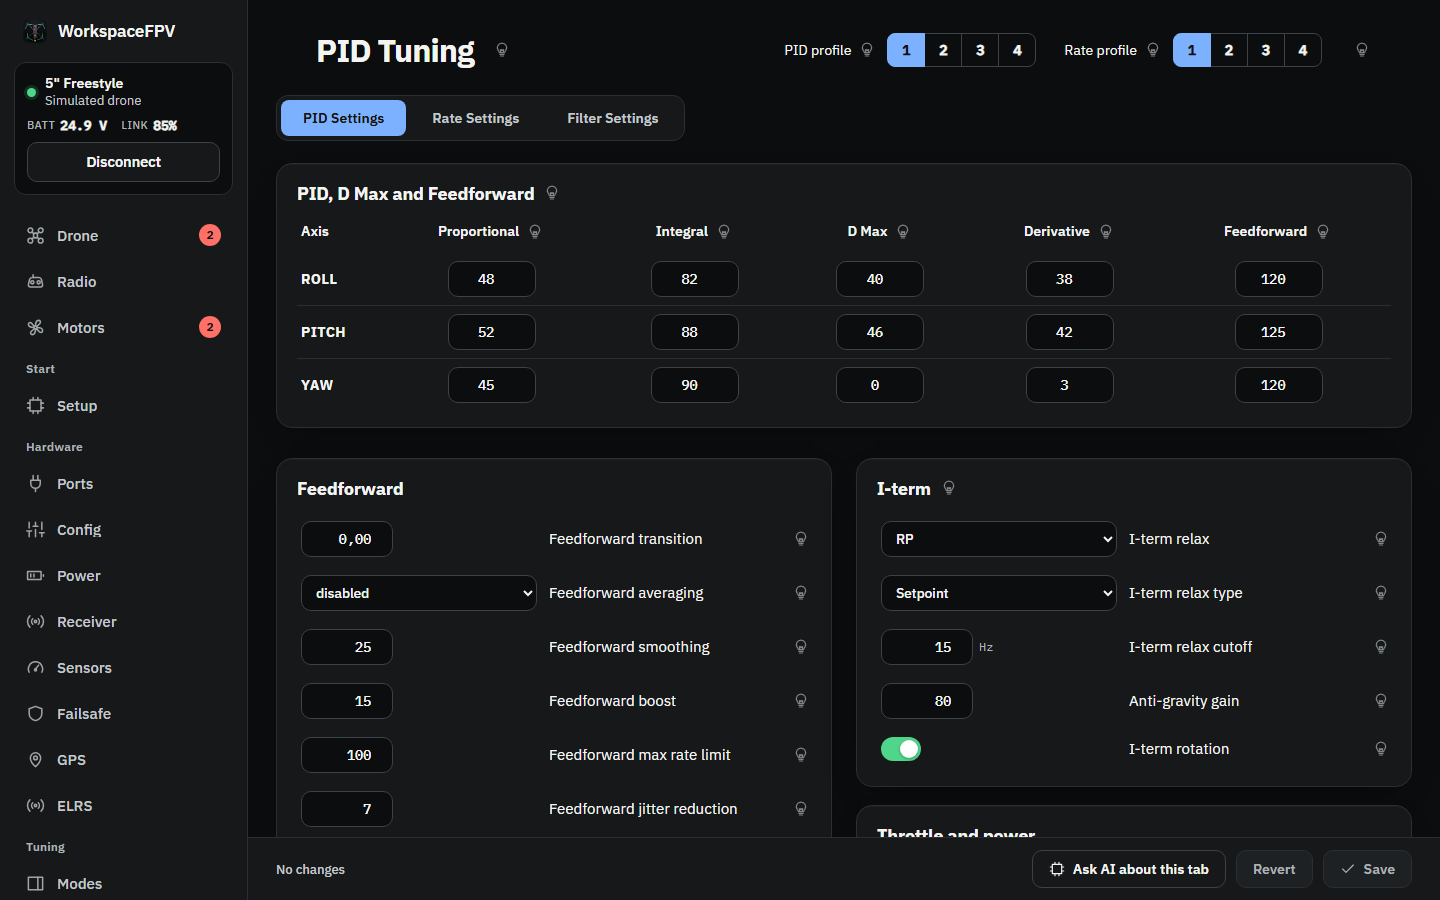 WorkspaceFPV
5" Freestyle
Simulated drone
BATT 24.9 V LINK 85%
Disconnect
Drone 2
Radio
Motors 2
Start
Setup
Hardware
Ports
Config
Power
Receiver
Sensors
Failsafe
GPS
ELRS
Tuning
Modes
PID Tuning
PID profile 1 2 3 4 Rate profile 1 2 3 4
PID Settings Rate Settings Filter Settings
PID, D Max and Feedforward
Axis Proportional Integral D Max Derivative Feedforward
ROLL 48 82 40 38 120
PITCH 52 88 46 42 125
YAW 45 90 0 3 120
Feedforward
0,00 Feedforward transition
disabled Feedforward averaging
25 Feedforward smoothing
15 Feedforward boost
100 Feedforward max rate limit
7 Feedforward jitter reduction
I-term
RP I-term relax
Setpoint I-term relax type
15 Hz I-term relax cutoff
80 Anti-gravity gain
I-term rotation
Throttle and power
No changes
Ask AI about this tab
Revert
Save